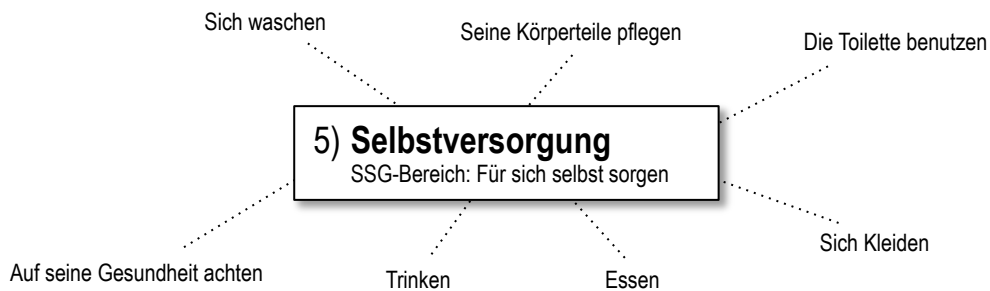 Sich waschen
Seine Körperteile pflegen
Die Toilette benutzen
5) Selbstversorgung
SSG-Bereich: Für sich selbst sorgen
Sich Kleiden
Auf seine Gesundheit achten
Trinken
Essen